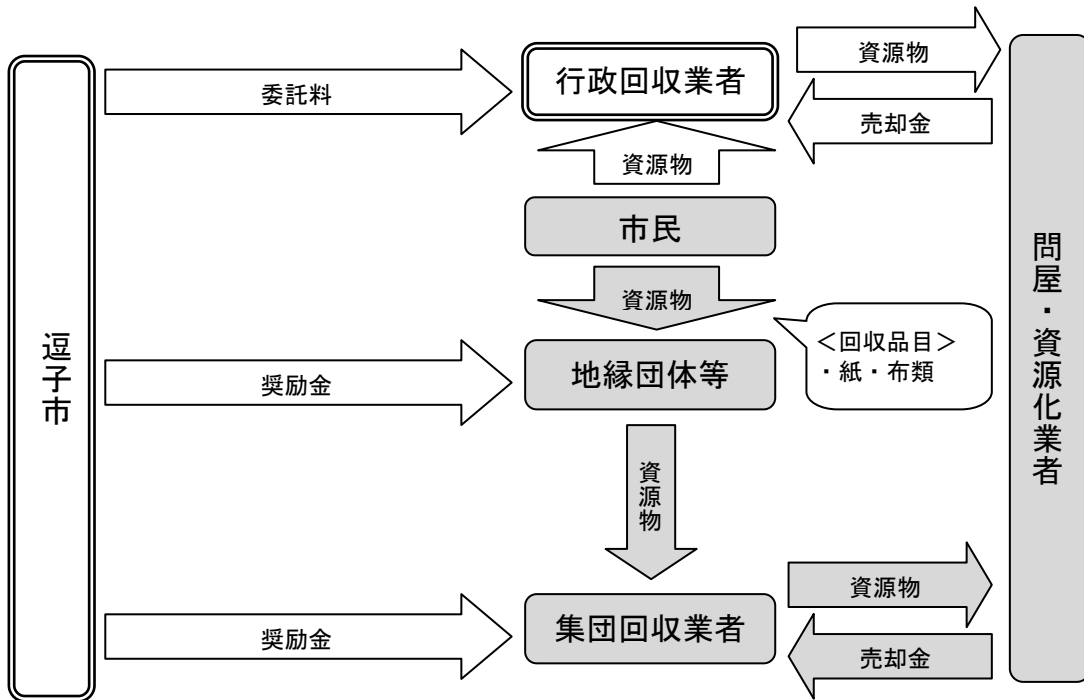 逗子市
委託料
行政回収業者
資源物
売却金
資源物
市民
資源物
＜回収品目＞
・紙・布類
奨励金
地縁団体等
資源物
奨励金
集団回収業者
資源物
売却金
問屋・資源化業者